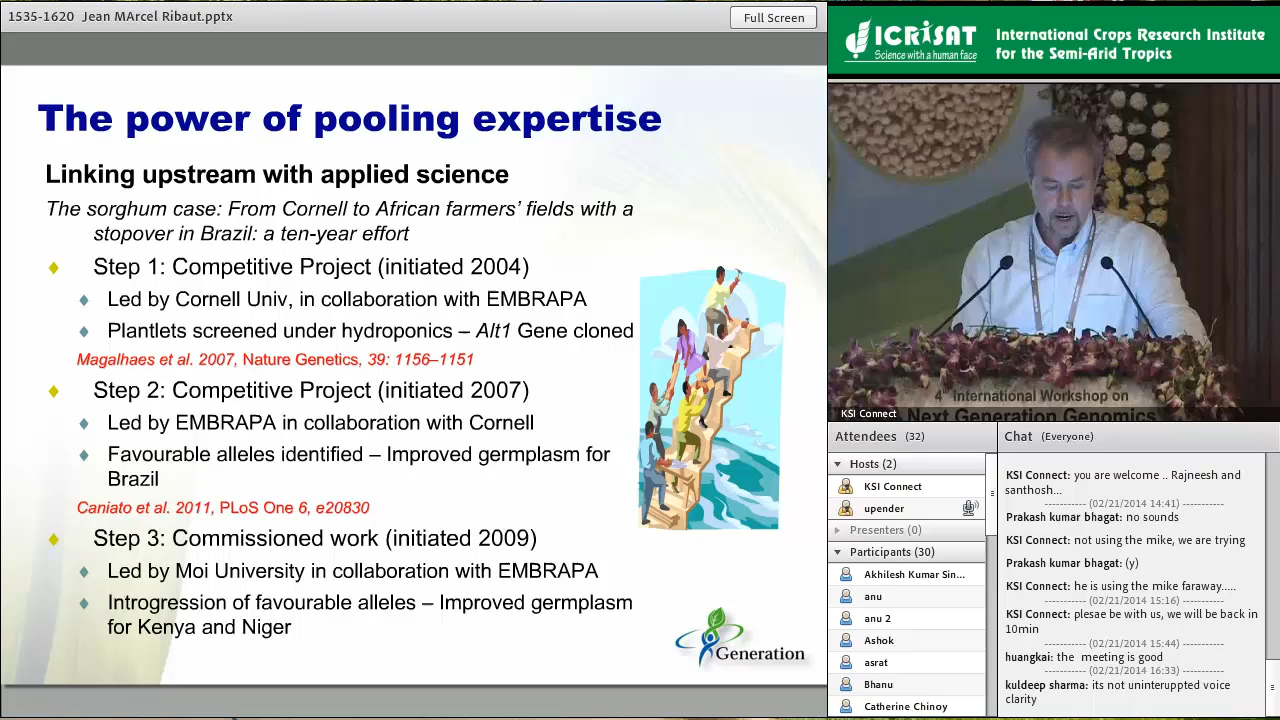 1535-1620 Jean MArcel Ribaut.pptx
Full Screen
The power of pooling expertise
Linking upstream with applied science
The sorghum case: From Cornell to African farmers' fields with a
stopover in Brazil: a ten-year effort
Step 1: Competitive Project (initiated 2004)
Led by Cornell Univ, in collaboration with EMBRAPA
Plantlets screened under hydroponics – Alt1 Gene cloned
Magalhaes et al. 2007, Nature Genetics, 39: 1156–1151
Step 2: Competitive Project (initiated 2007)
Led by EMBRAPA in collaboration with Cornell
Favourable alleles identified – Improved germplasm for
Brazil
Caniato et al. 2011, PLoS One 6, e20830
Step 3: Commissioned work (initiated 2009)
Led by Moi University in collaboration with EMBRAPA
Introgression of favourable alleles – Improved germplasm
for Kenya and Niger
Generation
ICRISAT
Science with a human face
International Crops Research Institute
for the Semi-Arid Tropics
4th International Workshop on
Next Generation Genomics
KSI Connect
Attendees (32)
Hosts (2)
KSI Connect
upender
Presenters (0)
Participants (30)
Akhilesh Kumar Sin...
anu
anu 2
Ashok
asrat
Bhanu
Catherine Chinoy
Chat (Everyone)
KSI Connect: you are welcome .. Rajneesh and
santhosh...
----------- (02/21/2014 14:41) -----------
Prakash kumar bhagat: no sounds
KSI Connect: not using the mike, we are trying
Prakash kumar bhagat: (y)
KSI Connect: he is using the mike faraway.....
----------- (02/21/2014 15:16) -----------
KSI Connect: plesae be with us, we will be back in
10min
----------- (02/21/2014 15:44) -----------
huangkai: the meeting is good
----------- (02/21/2014 16:33) -----------
kuldeep sharma: its not uninteruppted voice
clarity